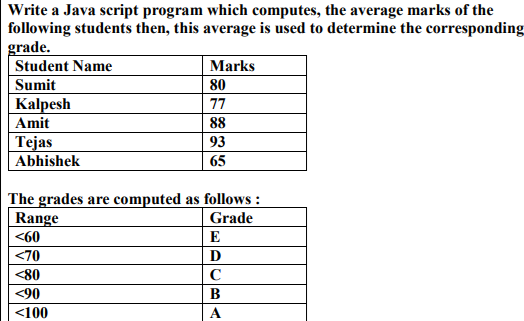 Write a Java script program which computes, the average marks of the
following students then, this average is used to determine the corresponding
grade.
Student Name Marks
Sumit 80
Kalpesh 77
Amit 88
Tejas 93
Abhishek 65
The grades are computed as follows :
Range Grade
<60 E
<70 D
<80 C
<90 B
<100 A